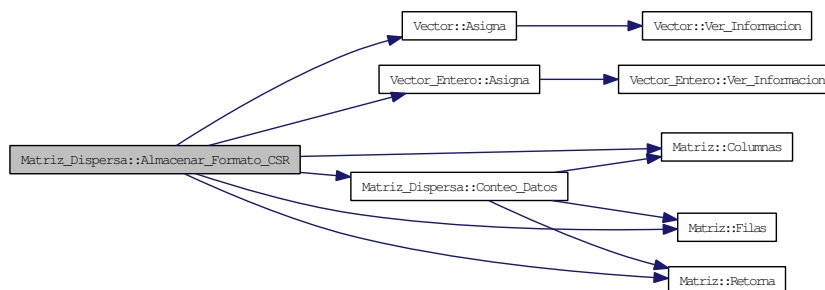 Vector::Asigna
Vector::Ver_Informacion
Vector_Entero::Asigna
Vector_Entero::Ver_Informacion
Matriz_Dispersa::Almacenar_Formato_CSR
Matriz::Columnas
Matriz_Dispersa::Conteo_Datos
Matriz::Filas
Matriz::Retorna